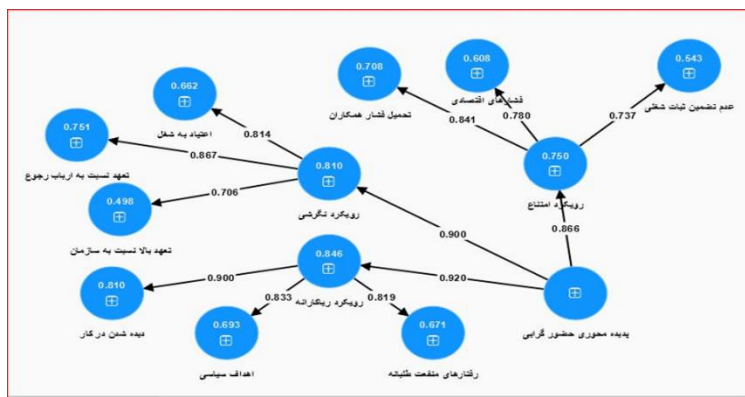 0.543
عدم تضمین ثبات شغلی
0.608
فشارهای اقتصادی
0.708
تحمیل فشار همکاران
0.662
اعتیاد به شغل
0.737
0.780
0.841
0.814
0.751
تعهد نسبت به ارباب رجوع
0.867
0.750
رویکرد امتناع
0.810
رویکرد نگرشی
0.706
0.498
تعهد بالا نسبت به سازمان
0.866
0.900
0.846
رویکرد ریاکارانه
0.920
پدیده محوری حضور گرایی
0.810
دیده شدن در کار
0.900
0.833
0.819
0.693
اهداف سیاسی
0.671
رفتارهای منفعت طلبانه